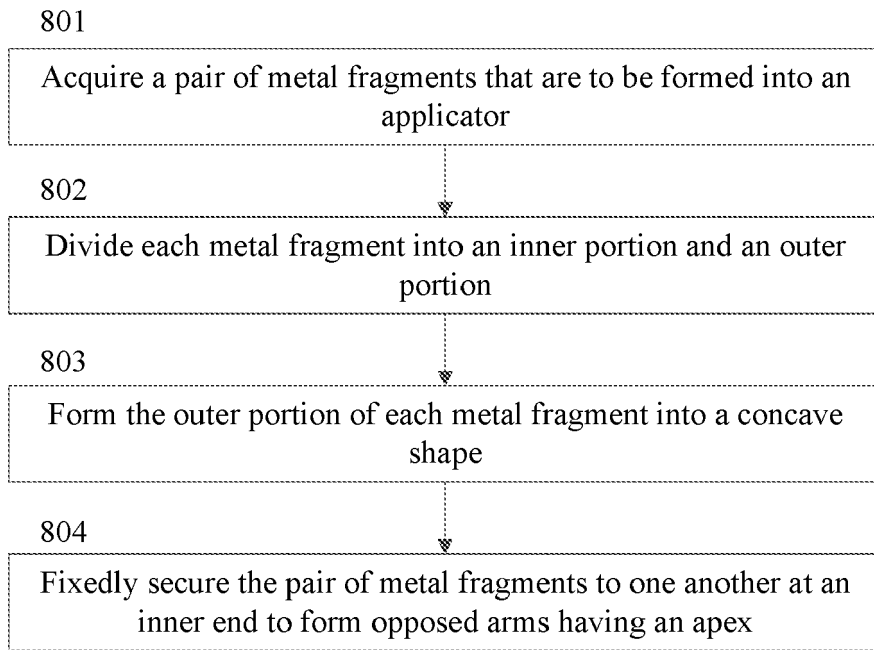 801
Acquire a pair of metal fragments that are to be formed into an
applicator
802
Divide each metal fragment into an inner portion and an outer
portion
803
Form the outer portion of each metal fragment into a concave
shape
804
Fixedly secure the pair of metal fragments to one another at an
inner end to form opposed arms having an apex